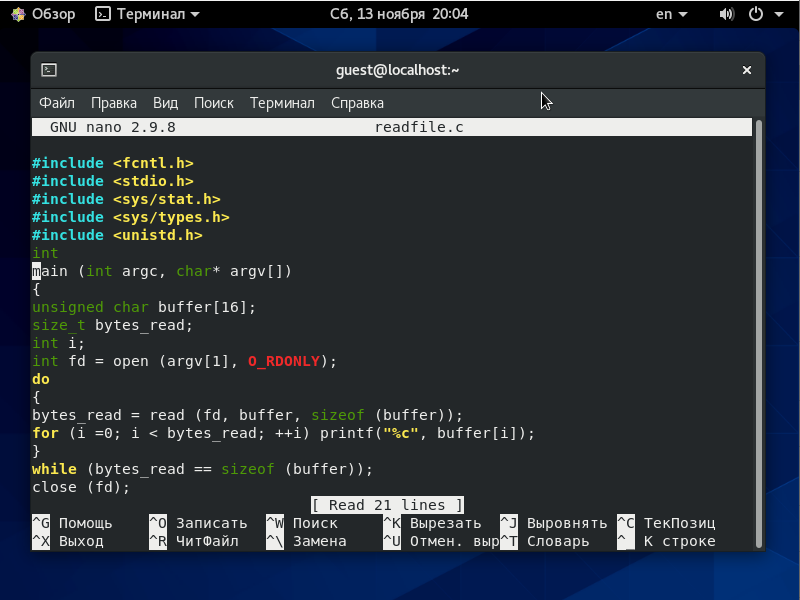 Обзор Терминал Сб, 13 ноября 20:04 en
guest@localhost:~
Файл Правка Вид Поиск Терминал Справка
GNU nano 2.9.8 readfile.c
#include <fcntl.h>
#include <stdio.h>
#include <sys/stat.h>
#include <sys/types.h>
#include <unistd.h>
int
main (int argc, char* argv[])
{
unsigned char buffer[16];
size_t bytes_read;
int i;
int fd = open (argv[1], O_RDONLY);
do
{
bytes_read = read (fd, buffer, sizeof (buffer));
for (i =0; i < bytes_read; ++i) printf("%c", buffer[i]);
}
while (bytes_read == sizeof (buffer));
close (fd);
[ Read 21 lines ]
^G Помощь ^O Записать ^W Поиск ^K Вырезать ^J Выровнять ^C ТекПозиц
^X Выход ^R ЧитФайл ^\ Замена ^U Отмен. выр^T Словарь ^_ К строке